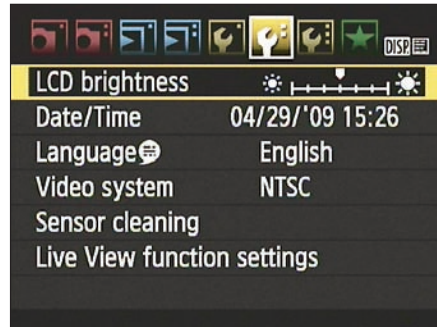 DISP.
LCD brightness
Date/Time 04/29/'09 15:26
Language English
Video system NTSC
Sensor cleaning
Live View function settings